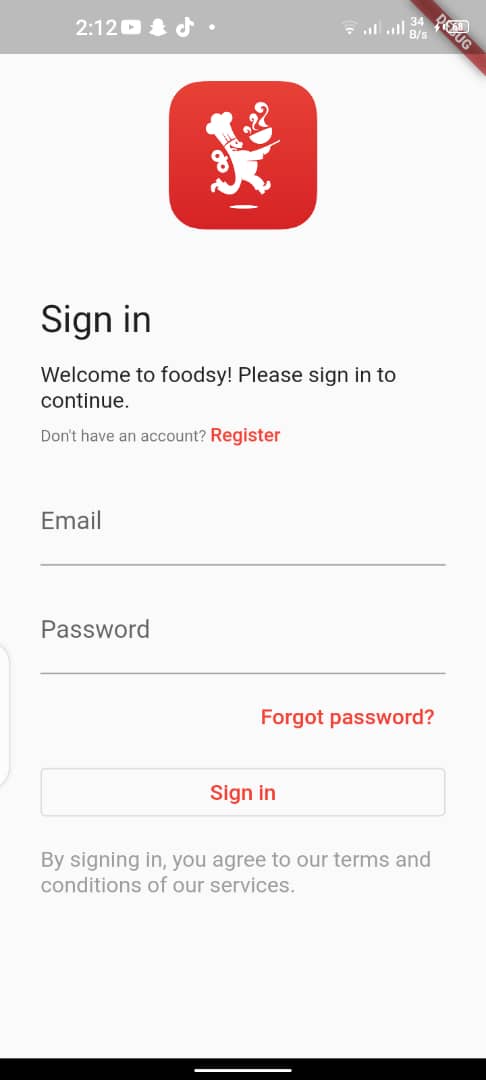 2:12
34
B/s
68
DEBUG
Sign in
Welcome to foodsy! Please sign in to
continue.
Don't have an account? Register
Email
Password
Forgot password?
Sign in
By signing in, you agree to our terms and
conditions of our services.